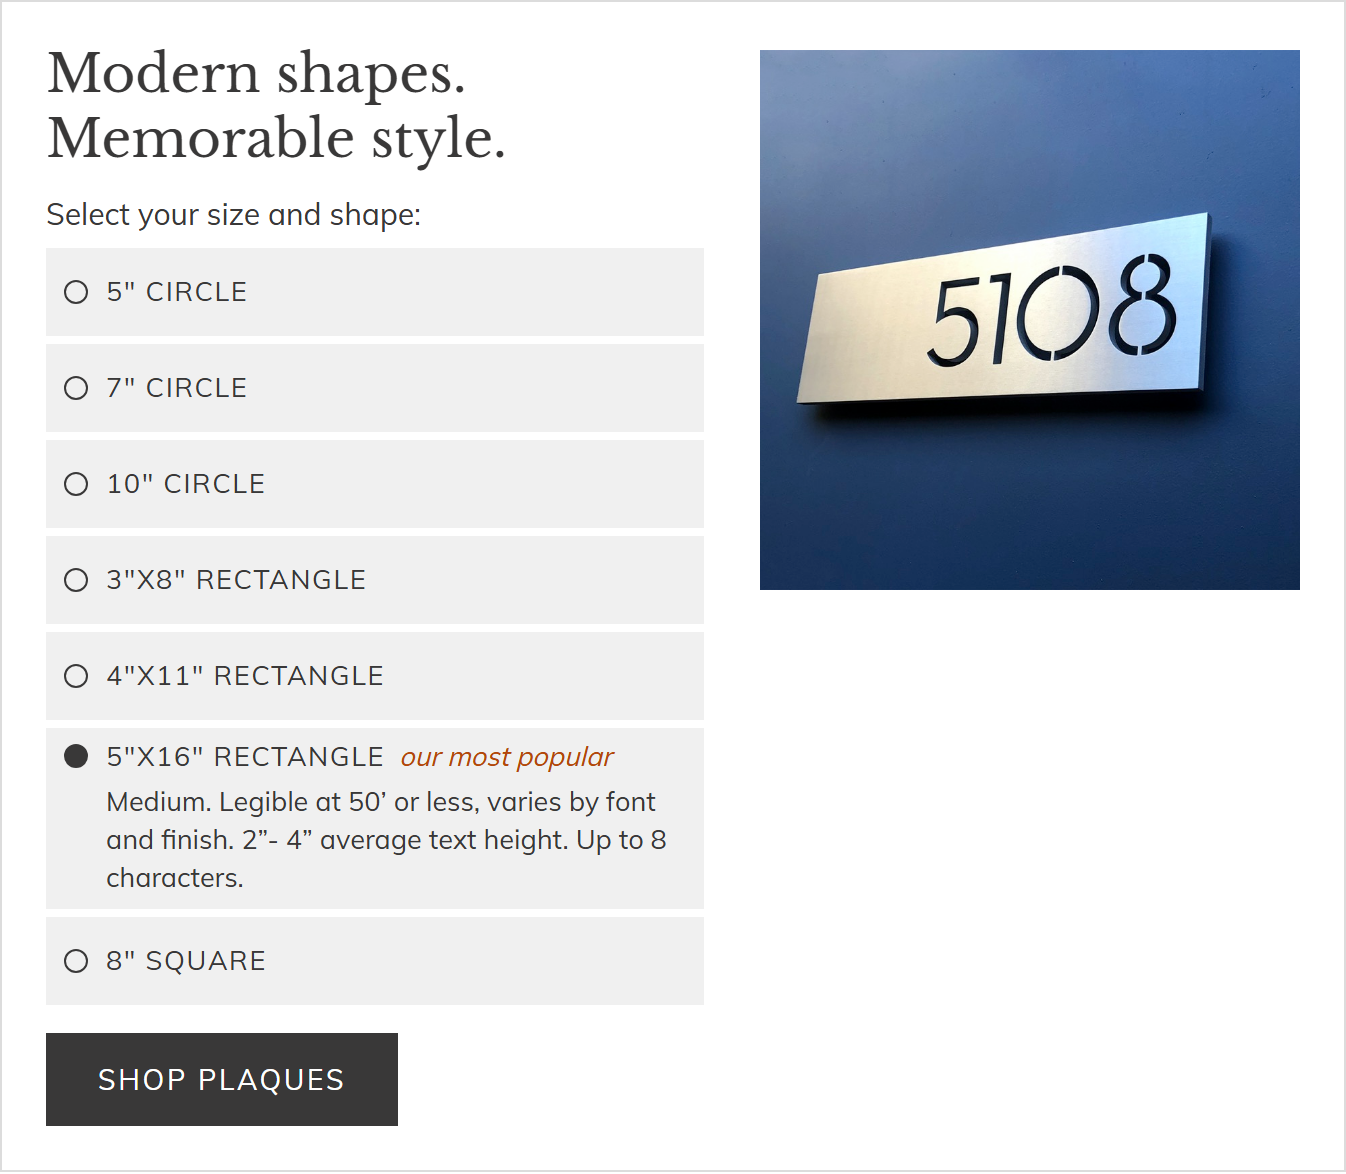 Modern shapes.
Memorable style.
Select your size and shape:
5" CIRCLE
7" CIRCLE
10" CIRCLE
3"X8" RECTANGLE
4"X11" RECTANGLE
5"X16" RECTANGLE our most popular
Medium. Legible at 50’ or less, varies by font
and finish. 2”- 4” average text height. Up to 8
characters.
8" SQUARE
SHOP PLAQUES
5108